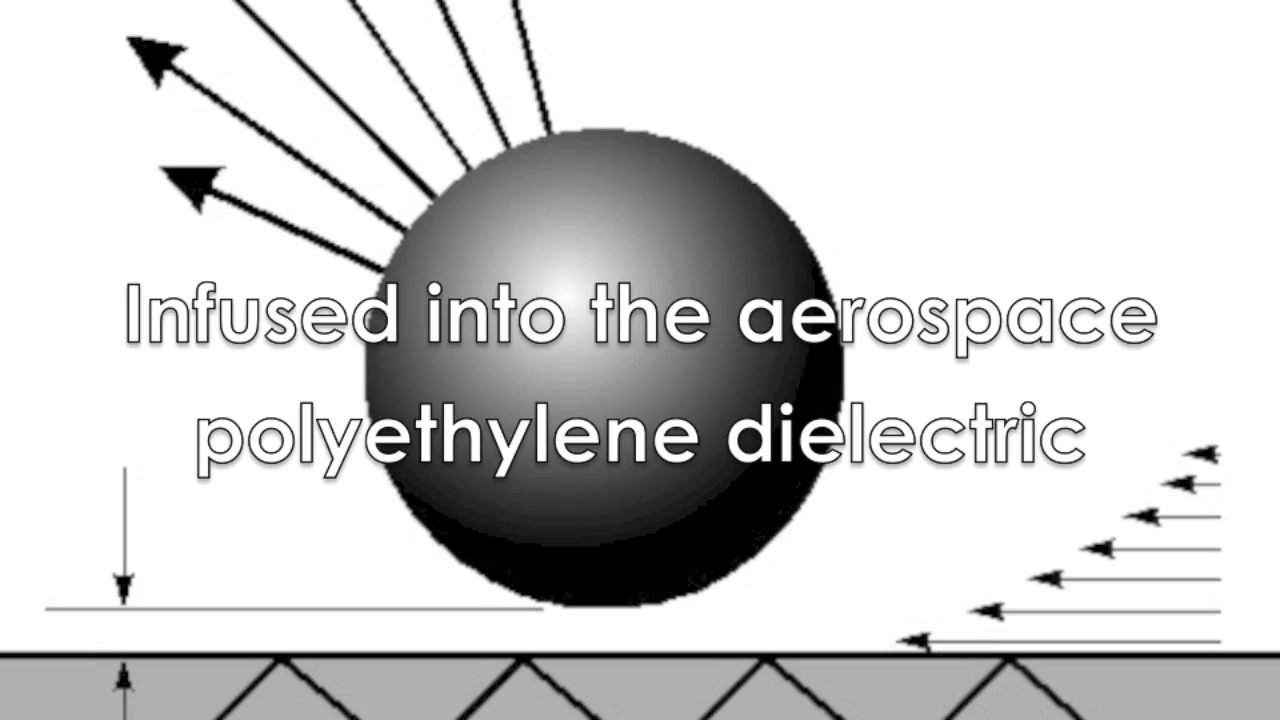 Infused into the aerospace
polyethylene dielectric